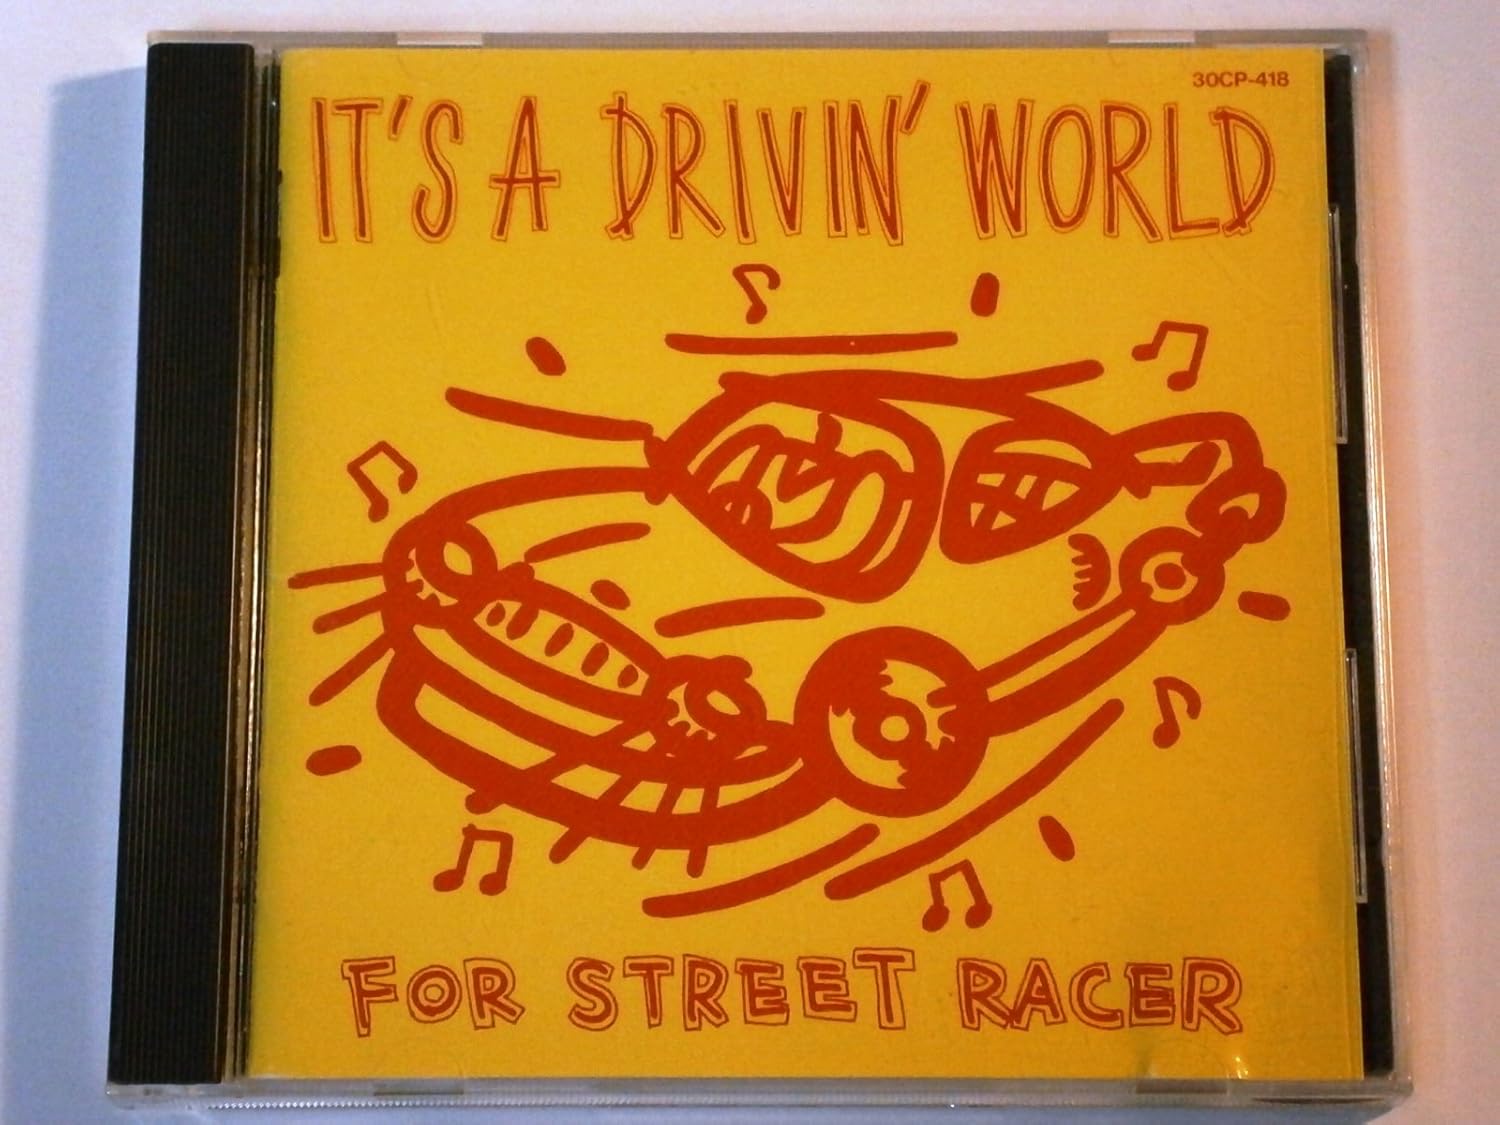 30CP-418
IT'S A DRIVIN' WORLD
FOR STREET RACER